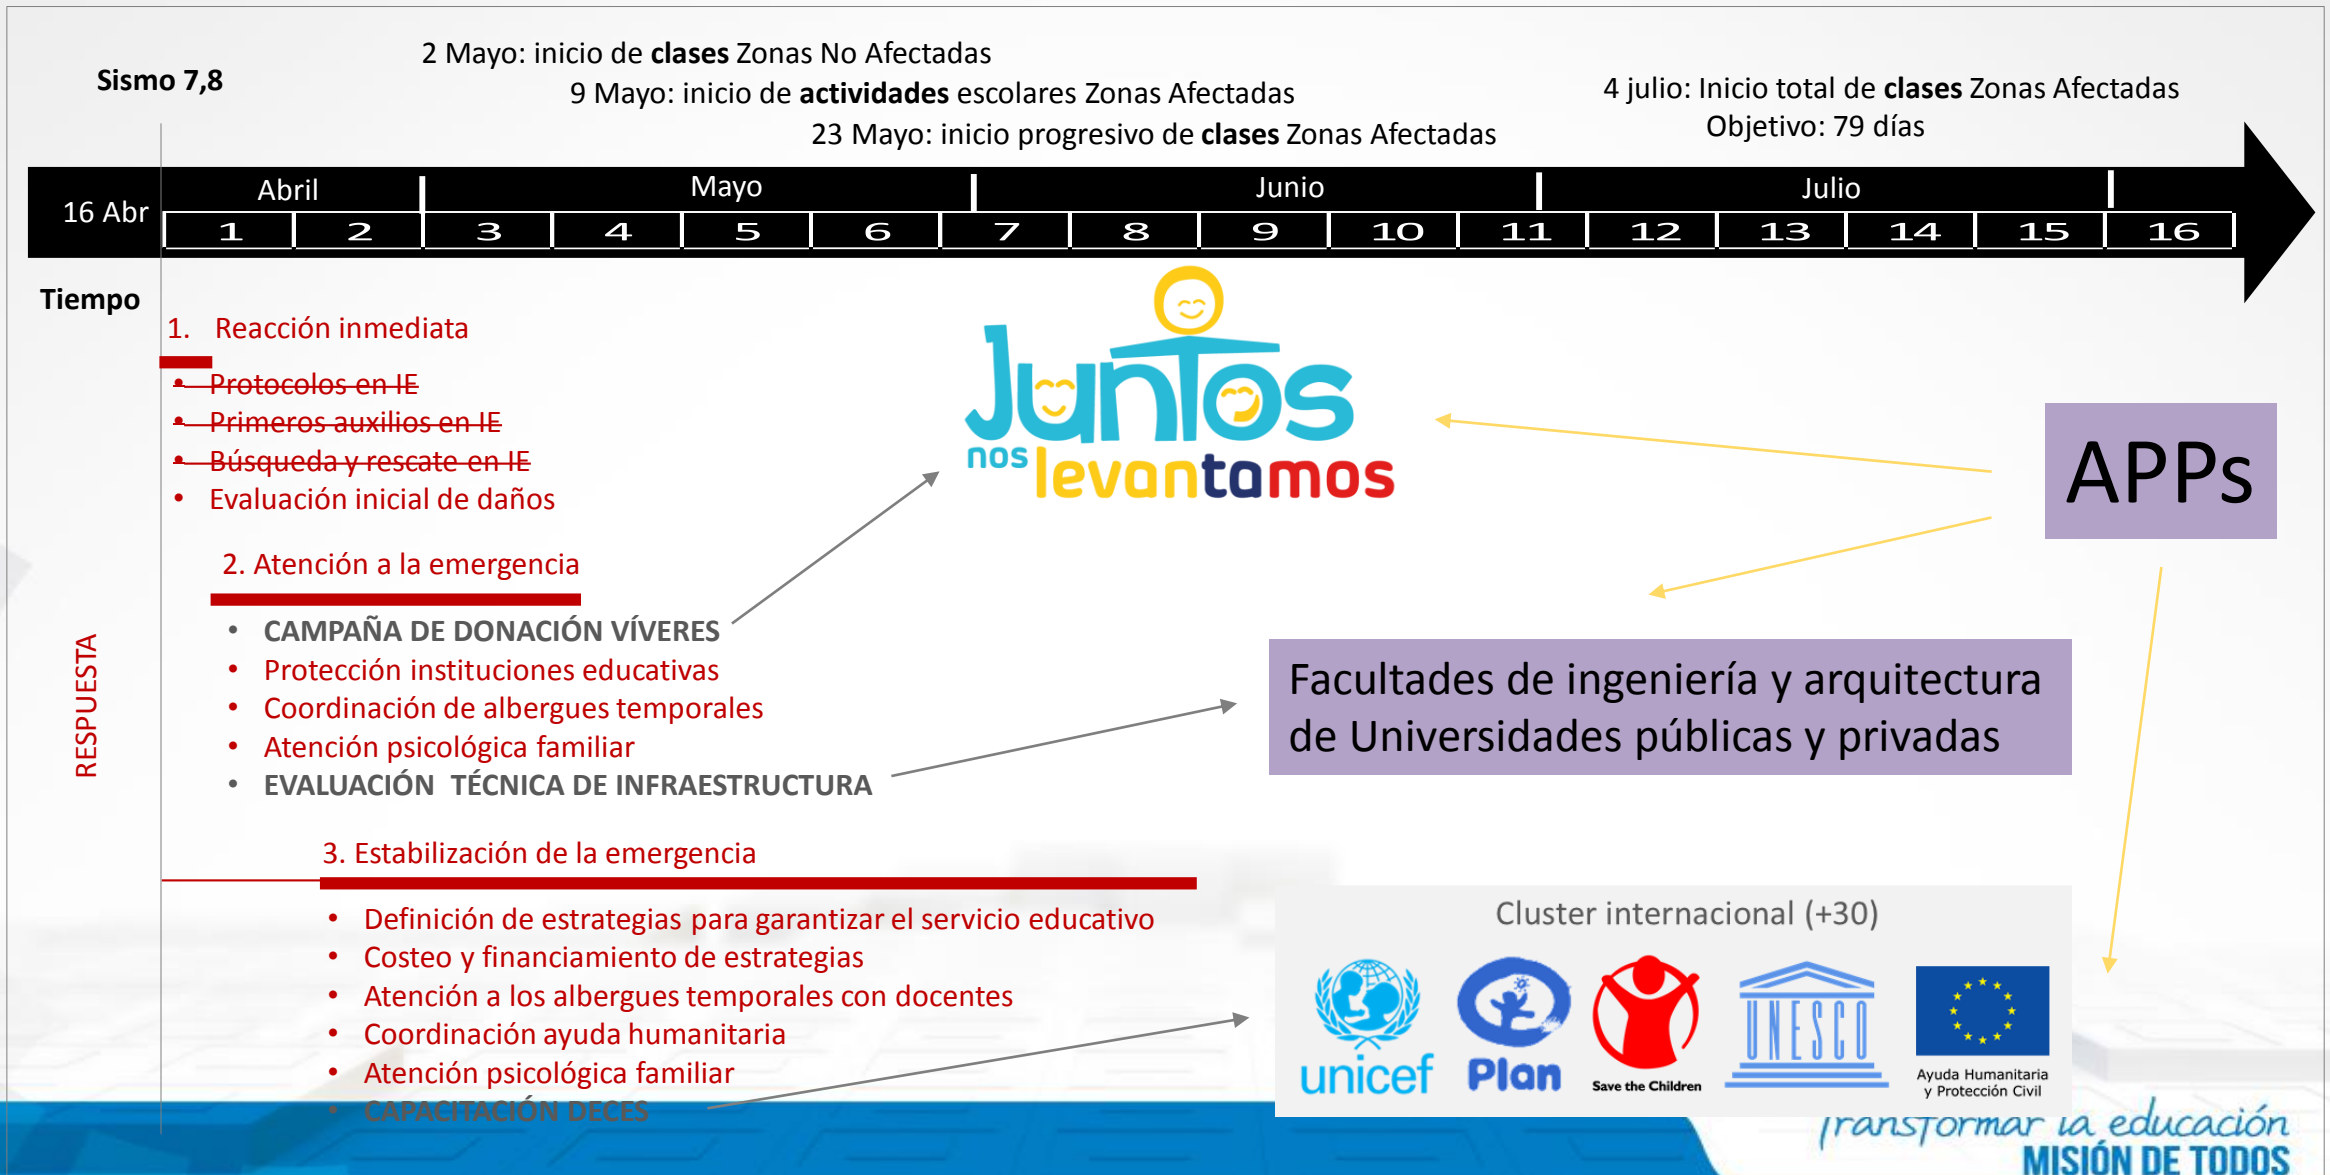 Sismo 7,8
2 Mayo: inicio de clases Zonas No Afectadas
9 Mayo: inicio de actividades escolares Zonas Afectadas
23 Mayo: inicio progresivo de clases Zonas Afectadas
4 julio: Inicio total de clases Zonas Afectadas
Objetivo: 79 días
16 Abr
Abril Mayo Junio Julio
1 2 3 4 5 6 7 8 9 10 11 12 13 14 15 16
Tiempo
RESPUESTA
1. Reacción inmediata
• Protocolos en IE
• Primeros auxilios en IE
• Búsqueda y rescate en IE
• Evaluación inicial de daños
2. Atención a la emergencia
• CAMPAÑA DE DONACIÓN VÍVERES
• Protección instituciones educativas
• Coordinación de albergues temporales
• Atención psicológica familiar
• EVALUACIÓN TÉCNICA DE INFRAESTRUCTURA
3. Estabilización de la emergencia
• Definición de estrategias para garantizar el servicio educativo
• Costeo y financiamiento de estrategias
• Atención a los albergues temporales con docentes
• Coordinación ayuda humanitaria
• Atención psicológica familiar
• CAPACITACIÓN DECES
Juntos
nos levantamos
APPs
Facultades de ingeniería y arquitectura
de Universidades públicas y privadas
Cluster internacional (+30)
unicef
Plan
Save the Children
UNESCO
Ayuda Humanitaria
y Protección Civil
Transformar la educación
MISIÓN DE TODOS